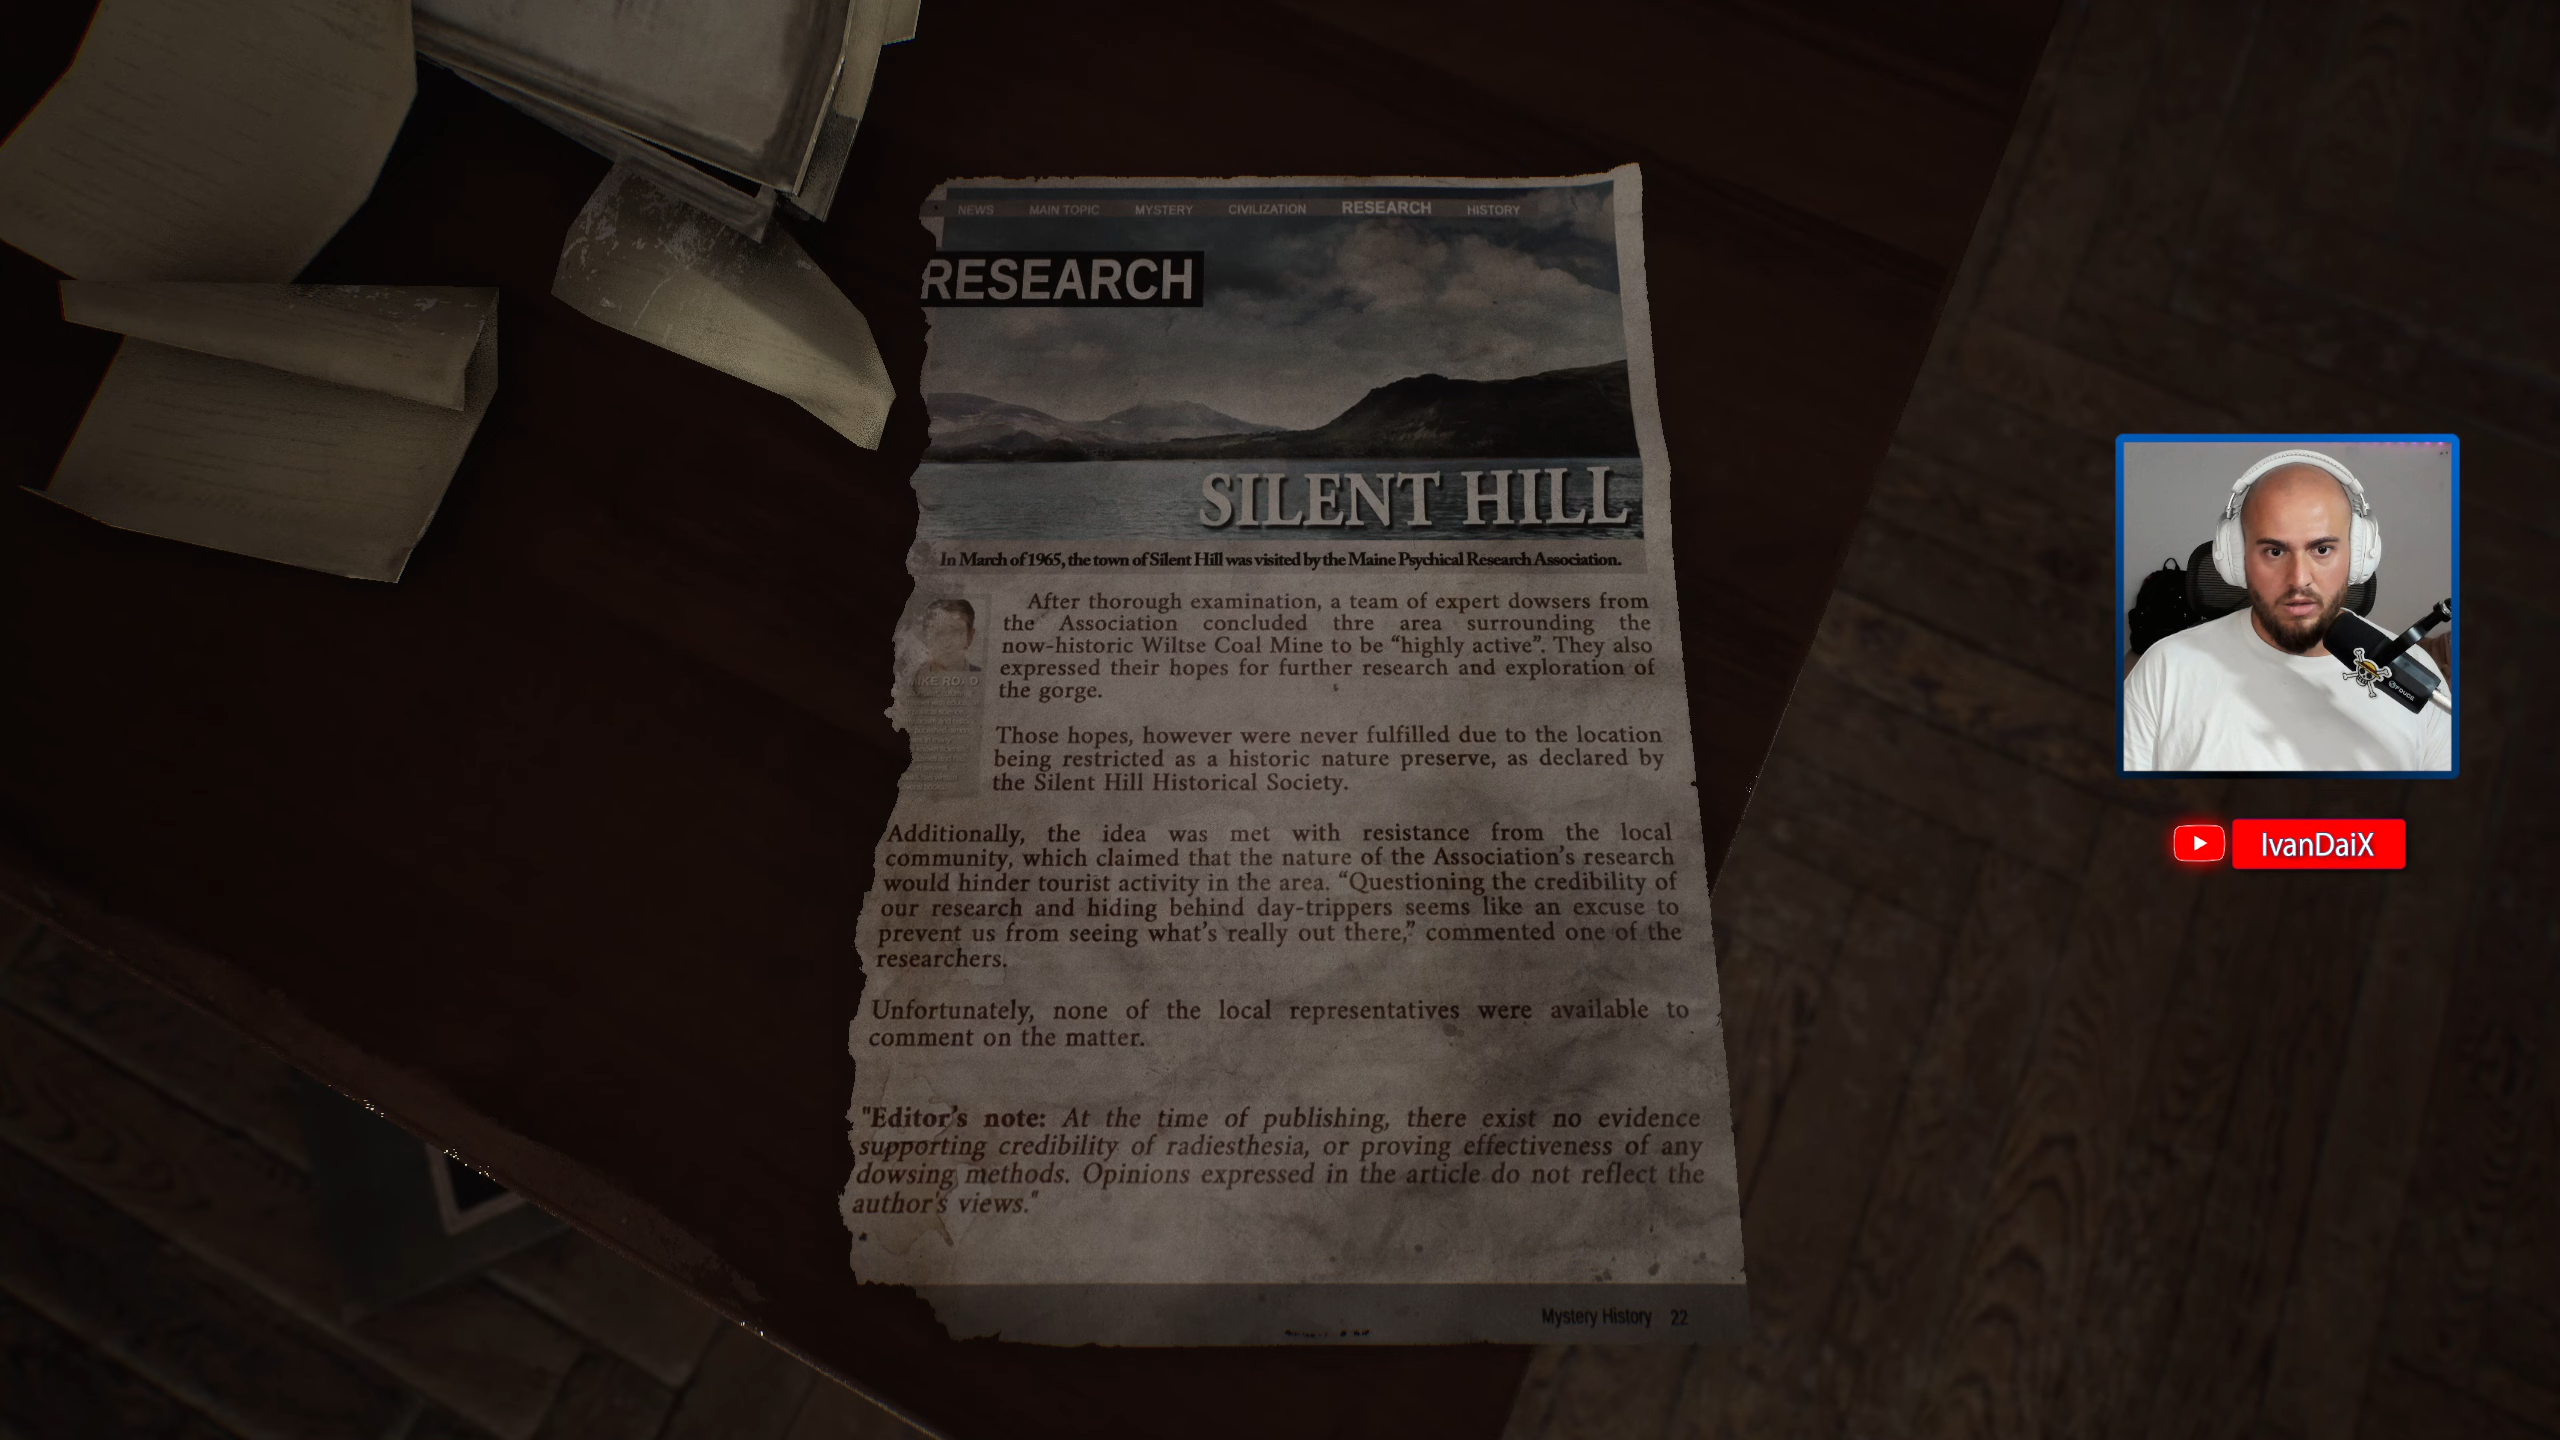 NEWS MAIN TOPIC MYSTERY CIVILIZATION RESEARCH HISTORY
RESEARCH
SILENT HILL
In March of 1965, the town of Silent Hill was visited by the Maine Psychical Research Association.
After thorough examination, a team of expert dowsers from
the Association concluded thre area surrounding the
now-historic Wiltse Coal Mine to be “highly active”. They also
expressed their hopes for further research and exploration of
the gorge.
Those hopes, however were never fulfilled due to the location
being restricted as a historic nature preserve, as declared by
the Silent Hill Historical Society.
Additionally, the idea was met with resistance from the local
community, which claimed that the nature of the Association’s research
would hinder tourist activity in the area. “Questioning the credibility of
our research and hiding behind day-trippers seems like an excuse to
prevent us from seeing what’s really out there,” commented one of the
researchers.
Unfortunately, none of the local representatives were available to
comment on the matter.
"Editor’s note: At the time of publishing, there exist no evidence
supporting credibility of radiesthesia, or proving effectiveness of any
dowsing methods. Opinions expressed in the article do not reflect the
author's views."
Mystery History 22
IvanDaiX